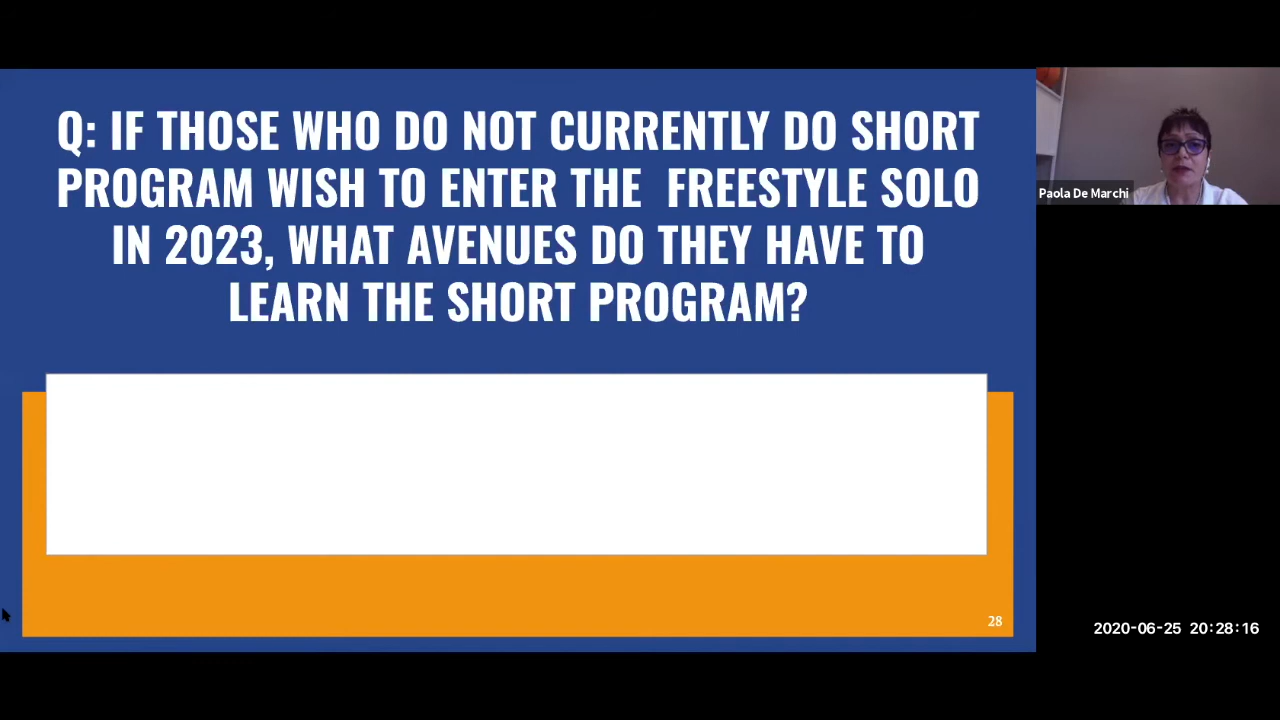 Q: IF THOSE WHO DO NOT CURRENTLY DO SHORT
PROGRAM WISH TO ENTER THE FREESTYLE SOLO
IN 2023, WHAT AVENUES DO THEY HAVE TO
LEARN THE SHORT PROGRAM?
Paola De Marchi
28
2020-06-25 20:28:16